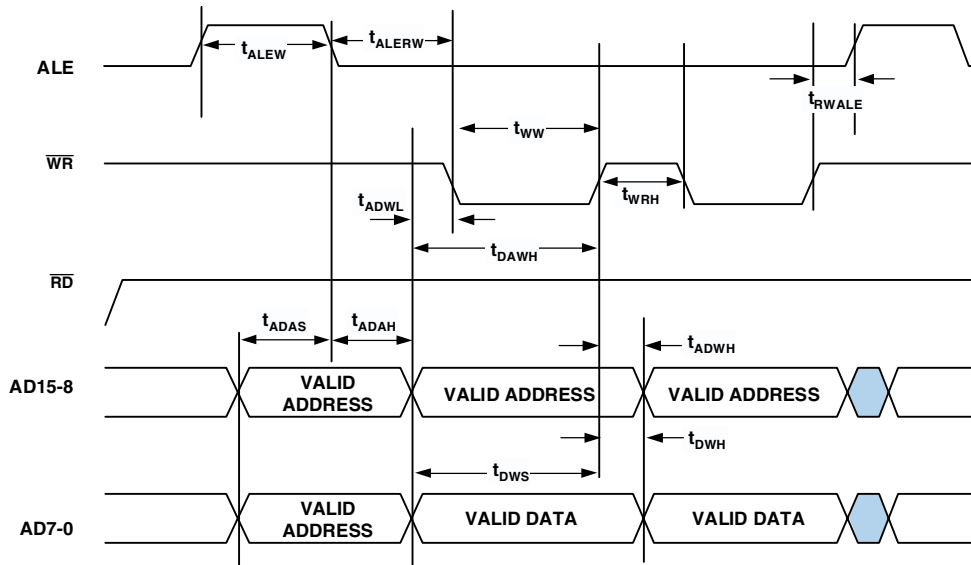 ALE
tALEW
tALERW
tRWALE
WR
tWW
tWRH
tADWL
tDAWH
RD
tADAS
tADAH
tADWH
AD15-8
VALID
ADDRESS
VALID ADDRESS
VALID ADDRESS
tDWH
tDWS
AD7-0
VALID
ADDRESS
VALID DATA
VALID DATA